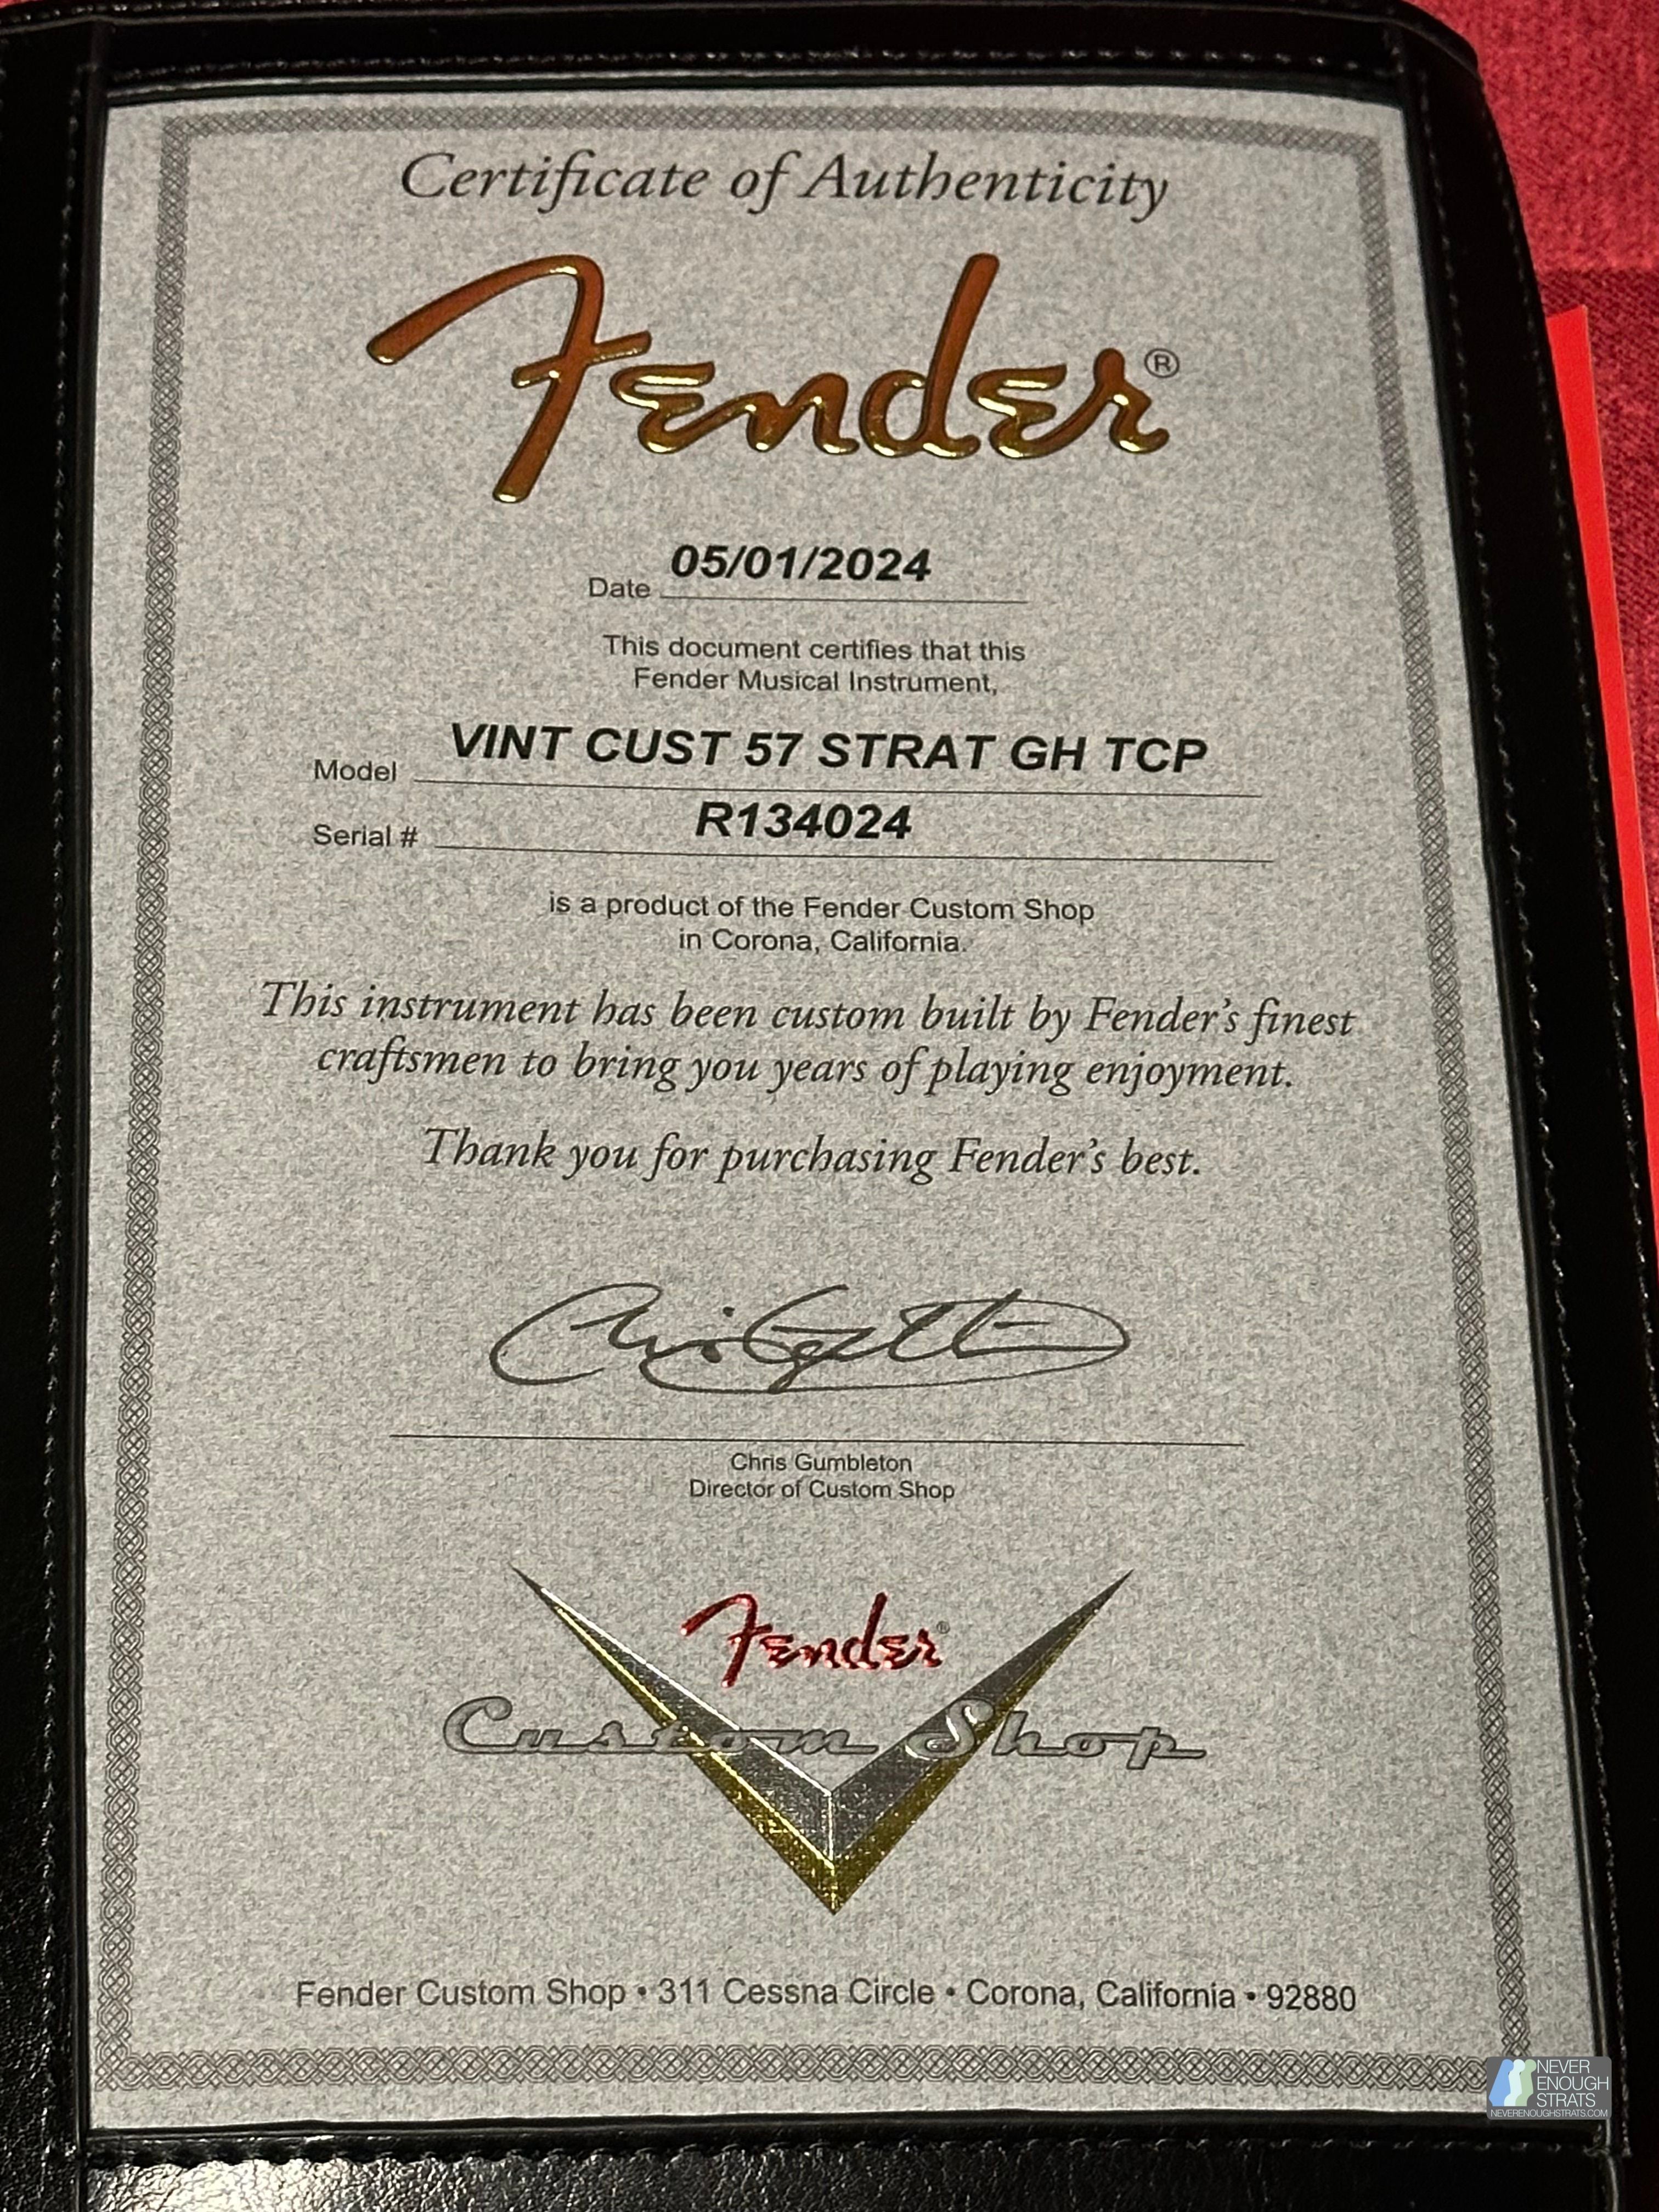 Certificate of Authenticity
Fender®
Date 05/01/2024
This document certifies that this
Fender Musical Instrument,
Model VINT CUST 57 STRAT GH TCP
Serial # R134024
is a product of the Fender Custom Shop
in Corona, California.
This instrument has been custom built by Fender's finest
craftsmen to bring you years of playing enjoyment.
Thank you for purchasing Fender's best.
Chris Gumbleton
Director of Custom Shop
Fender®
Custom Shop
Fender Custom Shop • 311 Cessna Circle • Corona, California • 92880
NEVER
ENOUGH
STRATS
NEVERENOUGHSTRATS.COM